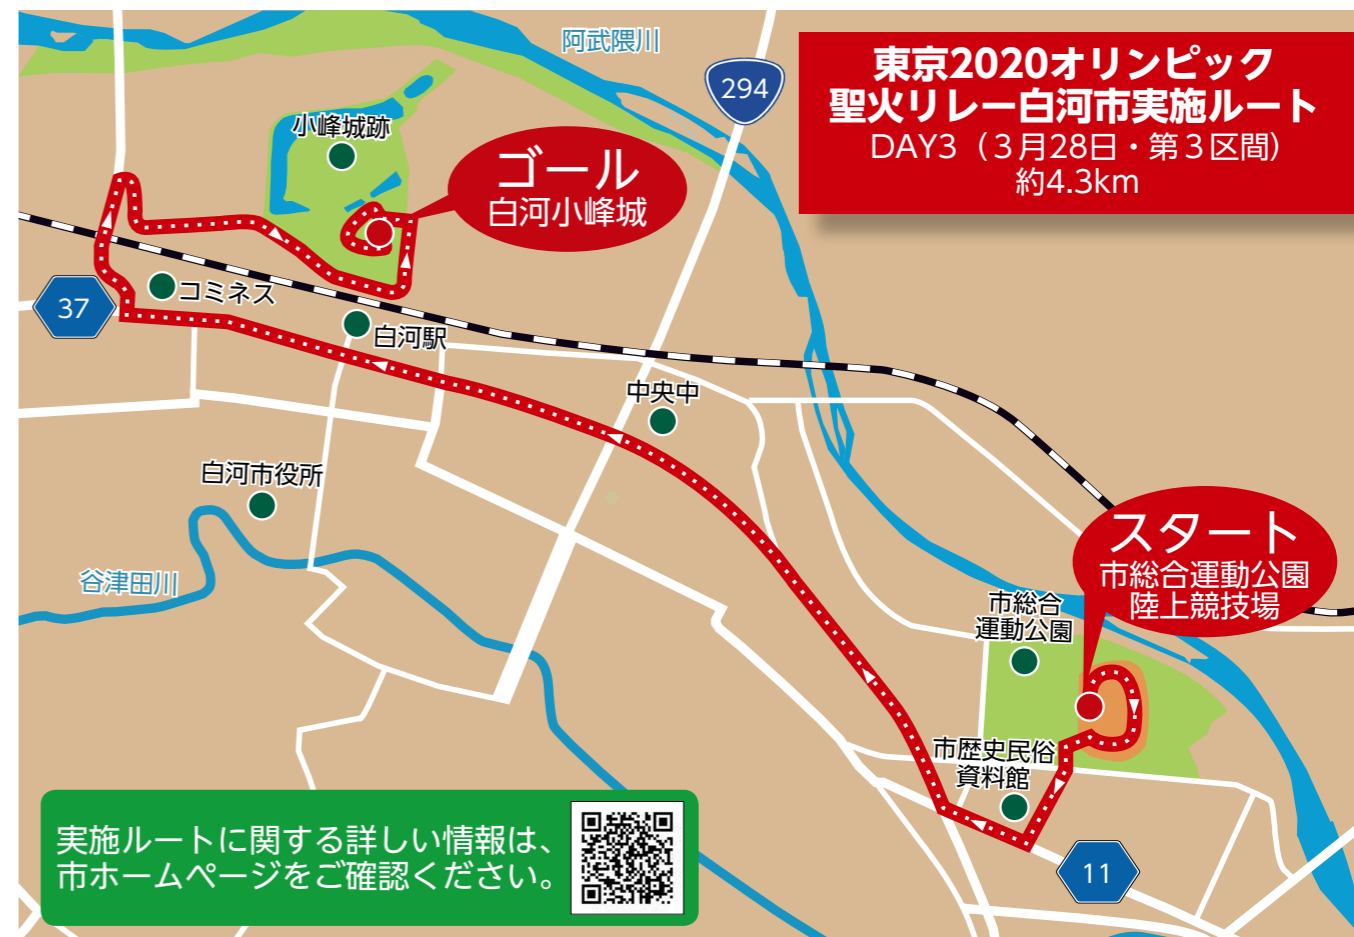 阿武隈川
294
東京2020オリンピック
聖火リレー白河市実施ルート
DAY3（3月28日・第3区間）
約4.3km
小峰城跡
ゴール
白河小峰城
37
コミネス
白河駅
中央中
白河市役所
谷津田川
スタート
市総合運動公園
陸上競技場
市総合
運動公園
市歴史民俗
資料館
11
実施ルートに関する詳しい情報は、
市ホームページをご確認ください。